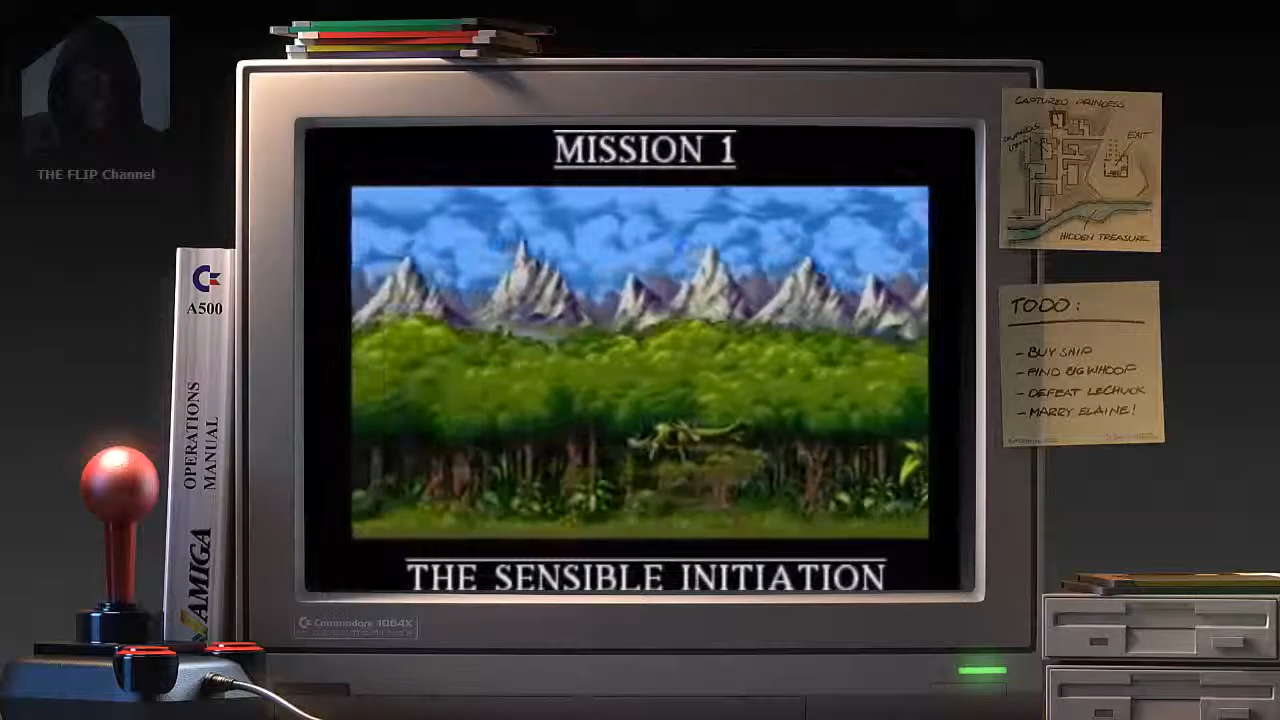 THE FLIP Channel
MISSION 1
THE SENSIBLE INITIATION
A500
OPERATIONS
MANUAL
AMIGA
Commodore 1084X
CAPTURED PRINCESS
EXIT
HIDDEN TREASURE
TODO:
- BUY SHIP
- FIND BIG WHOOP
- DEFEAT LECHUCK
- MARRY ELAINE!